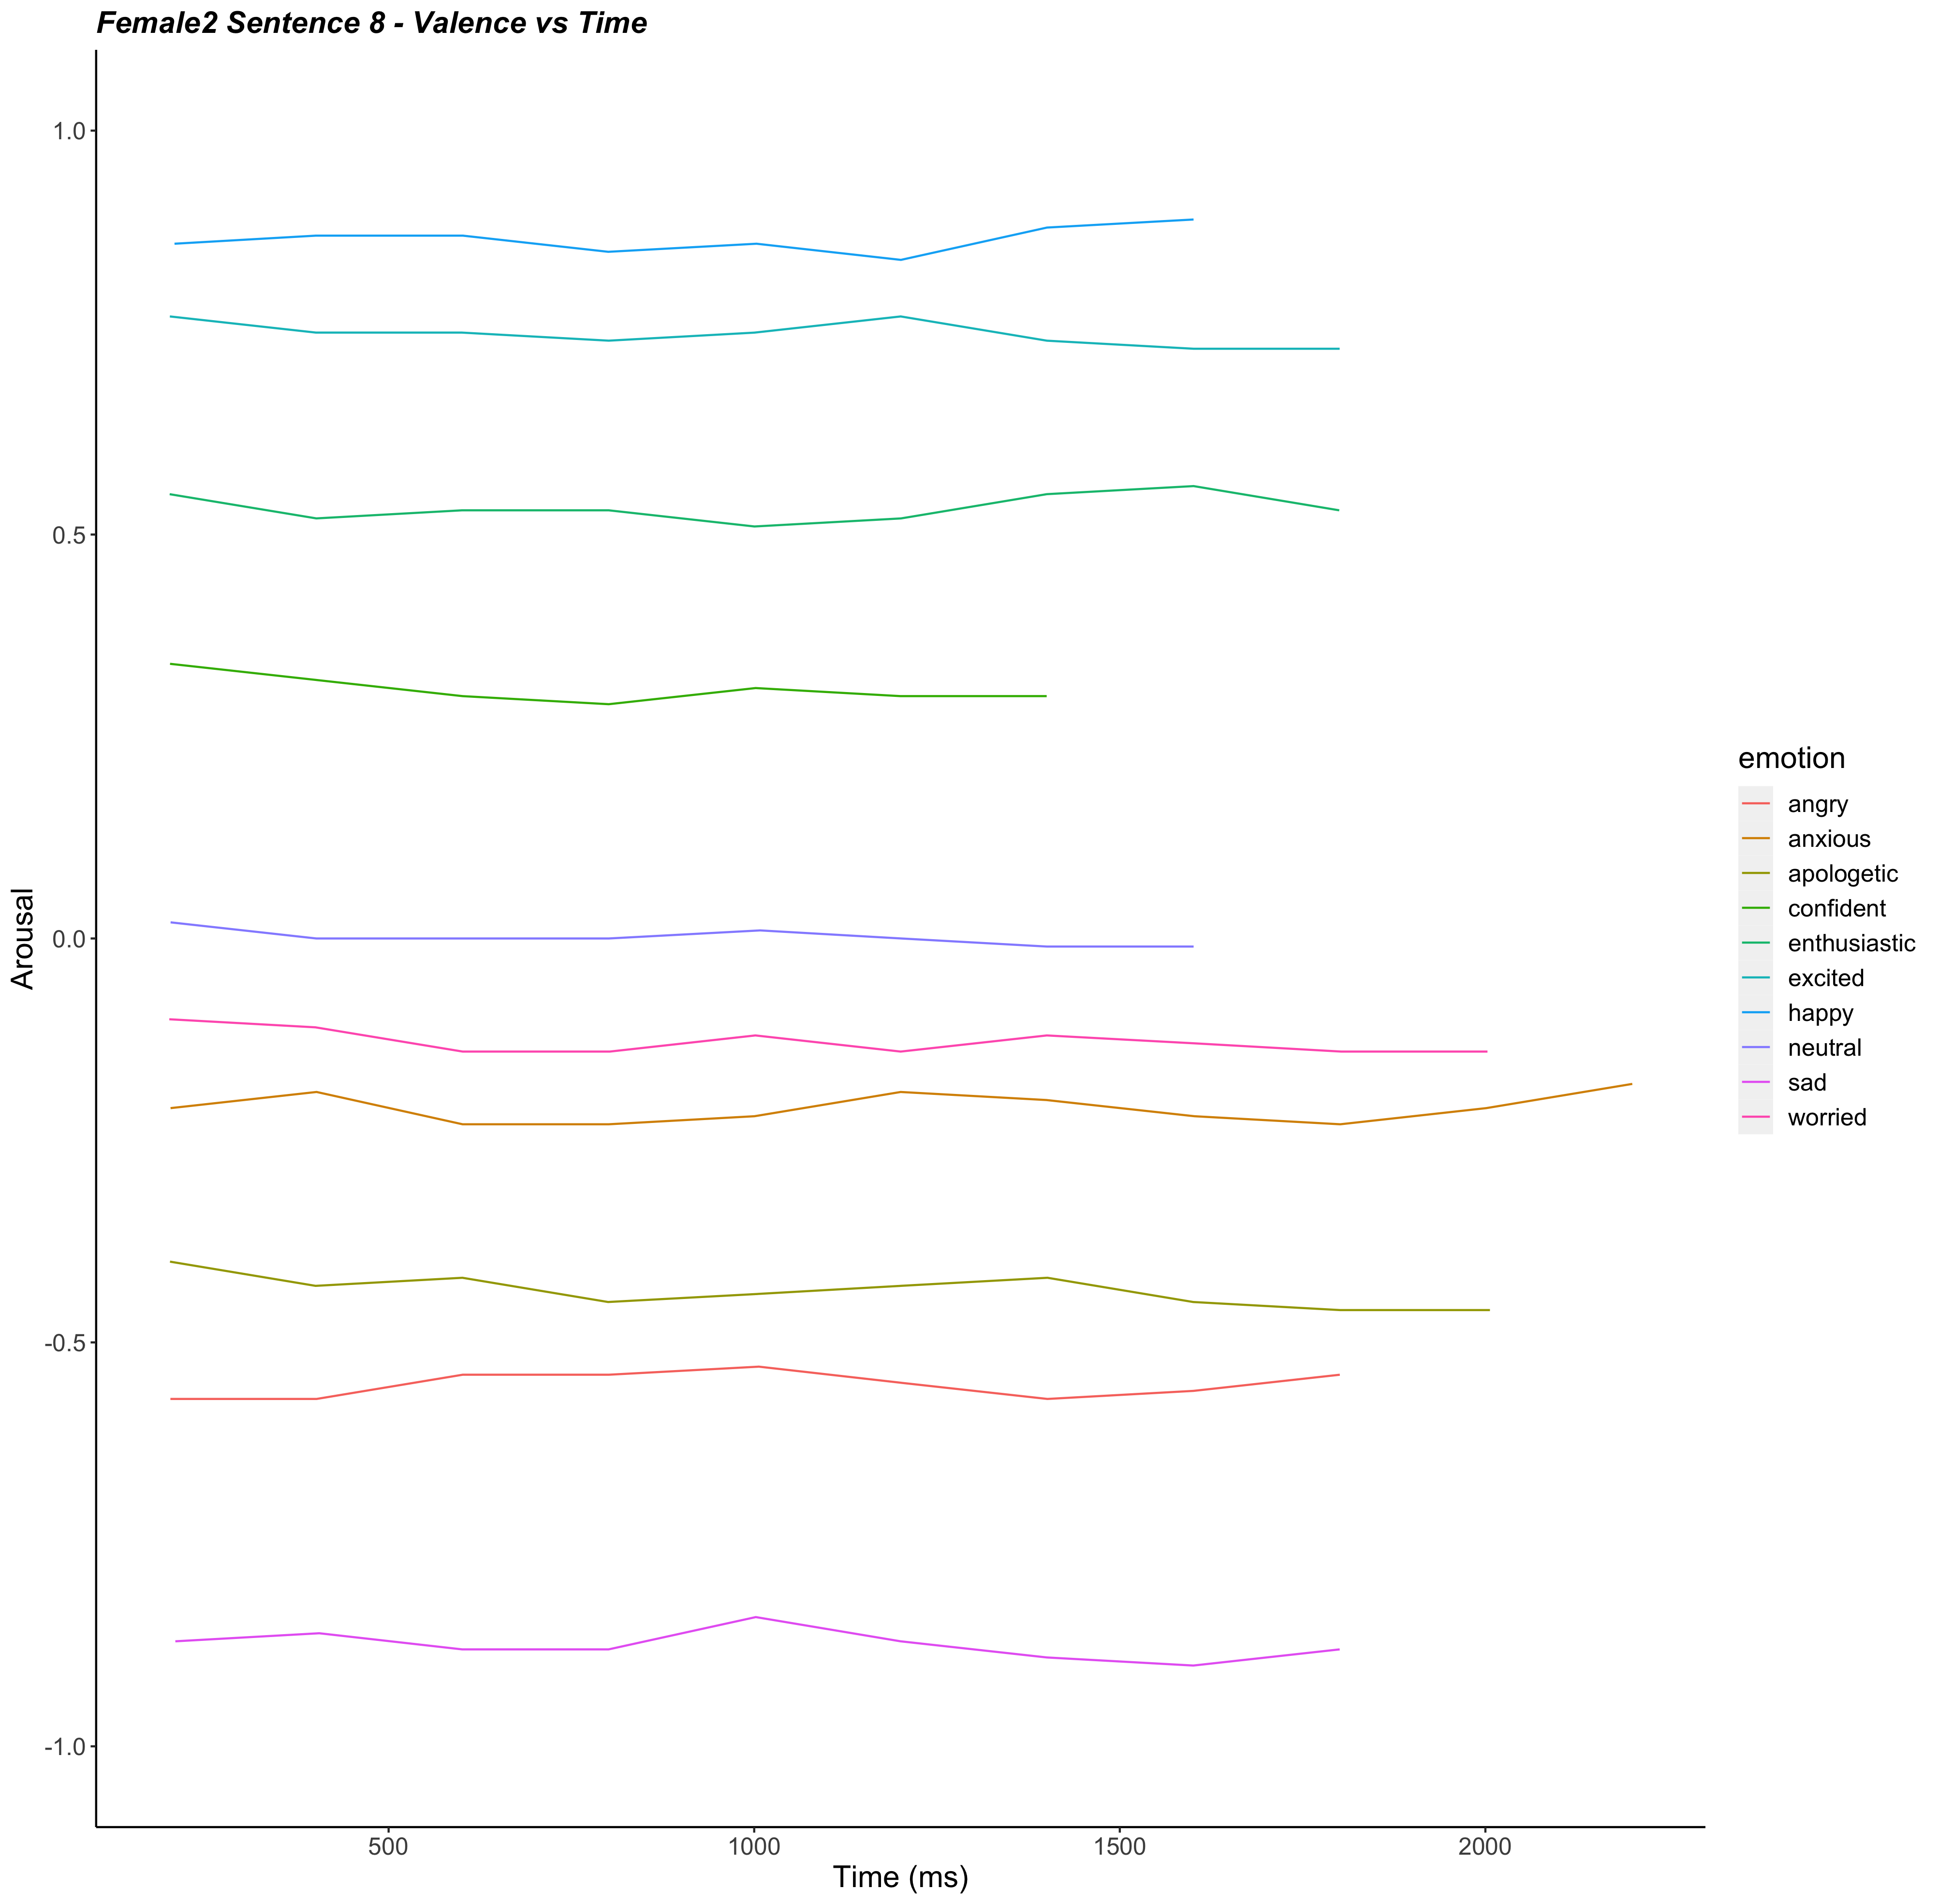 Female2 Sentence 8 - Valence vs Time
1.0
0.5
0.0
-0.5
-1.0
Arousal
500 1000 1500 2000
Time (ms)
emotion
angry
anxious
apologetic
confident
enthusiastic
excited
happy
neutral
sad
worried